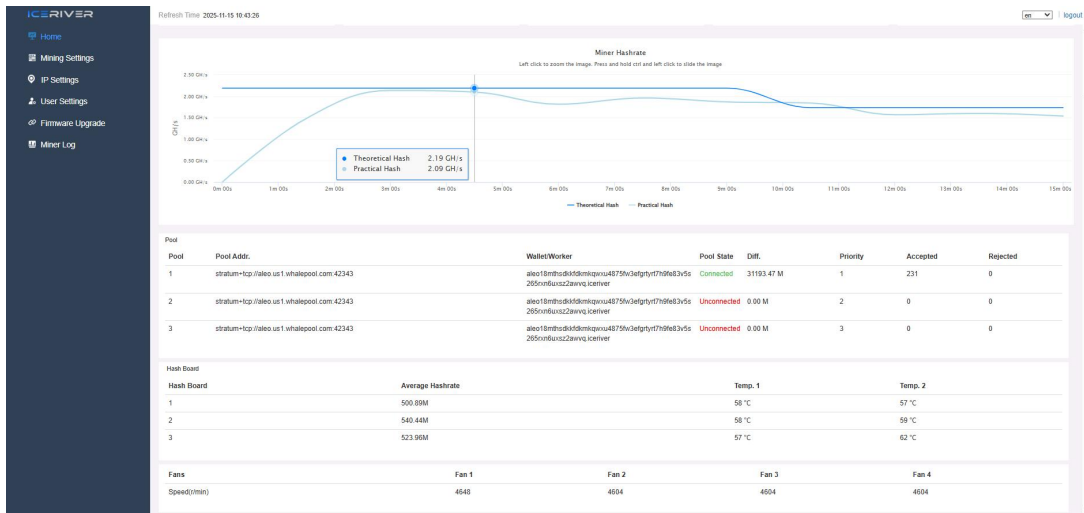 ICERIVER
Refresh Time 2025-11-15 10:43:26
en
logout
Home
Mining Settings
IP Settings
User Settings
Firmware Upgrade
Miner Log
Miner Hashrate
Left click to zoom the image. Press and hold ctrl and left click to slide the image
GH/s
2.50 GH/s
2.00 GH/s
1.50 GH/s
1.00 GH/s
0.50 GH/s
0.00 GH/s
Theoretical Hash 2.19 GH/s
Practical Hash 2.09 GH/s
0m 00s 1m 00s 2m 00s 3m 00s 4m 00s 5m 00s 6m 00s 7m 00s 8m 00s 9m 00s 10m 00s 11m 00s 12m 00s 13m 00s 14m 00s 15m 00s
Theoretical Hash Practical Hash
Pool
Pool Pool Addr. Wallet/Worker Pool State Diff. Priority Accepted Rejected
1 stratum+tcp://aleo.us1.whalepool.com:42343 aleo18mthsdkkfdkmkqwxu4875fw3efgrtyrt7h9fe83v5s Connected 31193.47 M 1 231 0
265rxn6uxsz2awvq.iceriver
2 stratum+tcp://aleo.us1.whalepool.com:42343 aleo18mthsdkkfdkmkqwxu4875fw3efgrtyrt7h9fe83v5s Unconnected 0.00 M 2 0 0
265rxn6uxsz2awvq.iceriver
3 stratum+tcp://aleo.us1.whalepool.com:42343 aleo18mthsdkkfdkmkqwxu4875fw3efgrtyrt7h9fe83v5s Unconnected 0.00 M 3 0 0
265rxn6uxsz2awvq.iceriver
Hash Board
Hash Board Average Hashrate Temp. 1 Temp. 2
1 500.89M 58 °C 57 °C
2 540.44M 58 °C 59 °C
3 523.96M 57 °C 62 °C
Fans Fan 1 Fan 2 Fan 3 Fan 4
Speed(r/min) 4648 4604 4604 4604